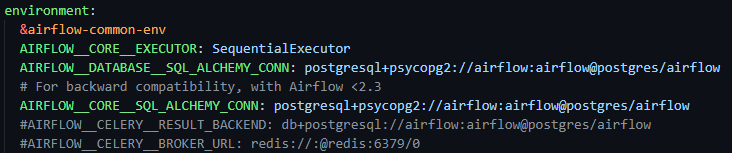 environment:
&airflow-common-env
AIRFLOW__CORE__EXECUTOR: SequentialExecutor
AIRFLOW__DATABASE__SQL_ALCHEMY_CONN: postgresql+psycopg2://airflow:airflow@postgres/airflow
# For backward compatibility, with Airflow <2.3
AIRFLOW__CORE__SQL_ALCHEMY_CONN: postgresql+psycopg2://airflow:airflow@postgres/airflow
#AIRFLOW__CELERY__RESULT_BACKEND: db+postgresql://airflow:airflow@postgres/airflow
#AIRFLOW__CELERY__BROKER_URL: redis://:@redis:6379/0